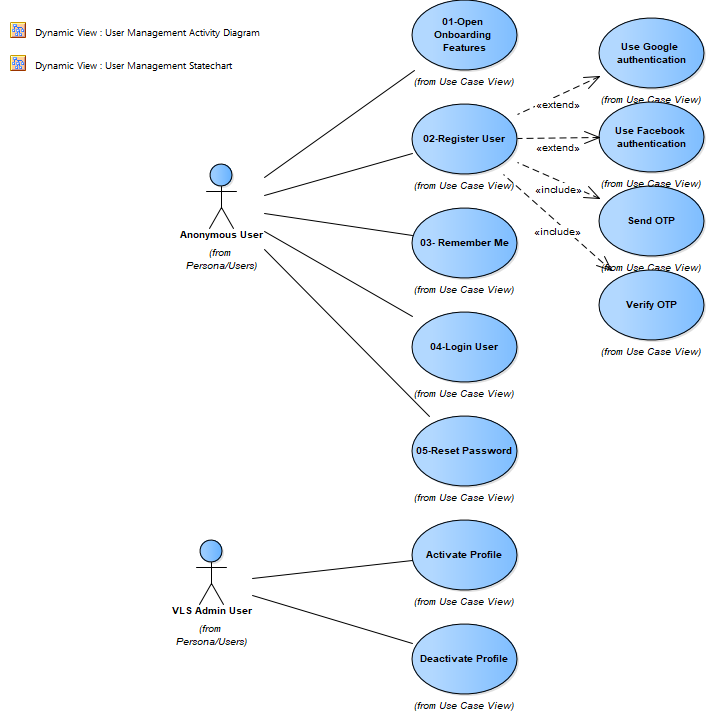 Dynamic View : User Management Activity Diagram
Dynamic View : User Management Statechart
01-Open
Onboarding
Features
(from Use Case View)
Use Google
authentication
(from Use Case View)
«extend»
02-Register User
(from Use Case View)
Use Facebook
authentication
(from Use Case View)
«extend»
«include»
Send OTP
(from Use Case View)
«include»
Verify OTP
(from Use Case View)
Anonymous User
(from
Persona/Users)
03- Remember Me
(from Use Case View)
04-Login User
(from Use Case View)
05-Reset Password
(from Use Case View)
VLS Admin User
(from
Persona/Users)
Activate Profile
(from Use Case View)
Deactivate Profile
(from Use Case View)